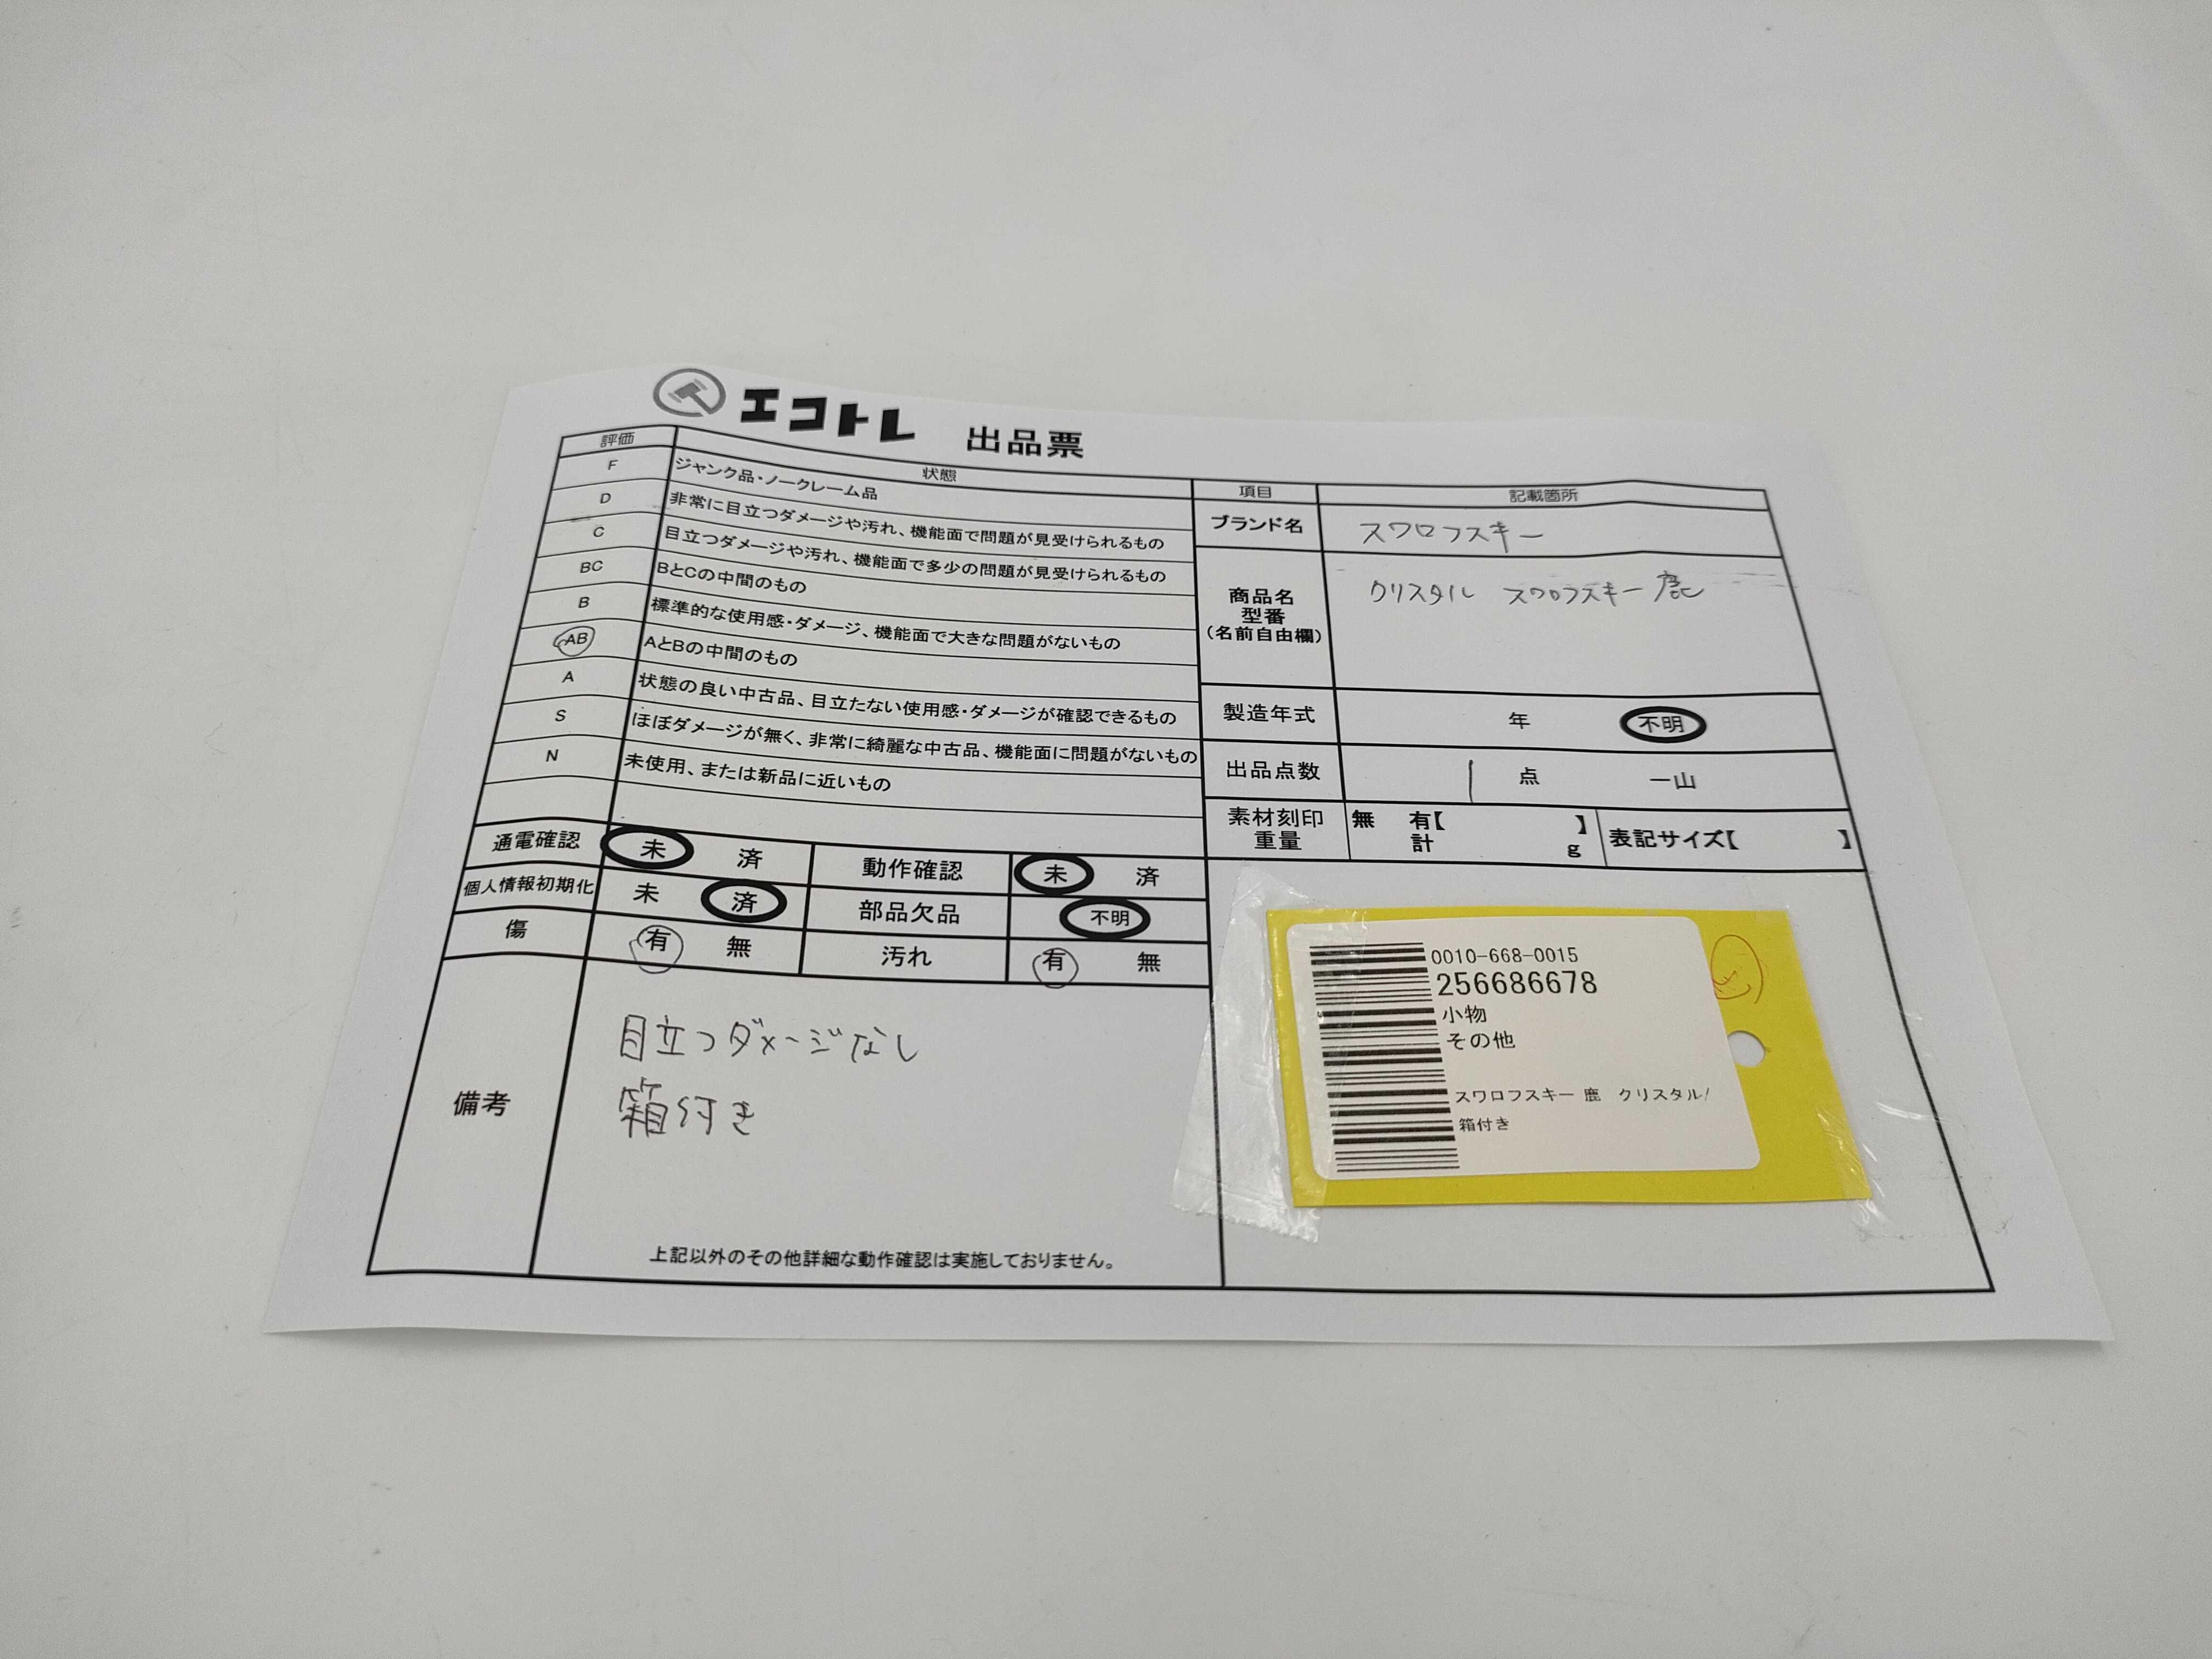 エコトレ 出品票
評価 状態
F ジャンク品・ノークレーム品
D 非常に目立つダメージや汚れ、機能面で問題が見受けられるもの
C 目立つダメージや汚れ、機能面で多少の問題が見受けられるもの
BC BとCの中間のもの
B 標準的な使用感・ダメージ、機能面で大きな問題がないもの
AB AとBの中間のもの
A 状態の良い中古品、目立たない使用感・ダメージが確認できるもの
S ほぼダメージが無く、非常に綺麗な中古品、機能面に問題がないもの
N 未使用、または新品に近いもの
通電確認 未 済 動作確認 未 済
個人情報初期化 未 済 部品欠品 不明
傷 有 無 汚れ 有 無
備考
目立つダメージなし
箱付き
上記以外のその他詳細な動作確認は実施しておりません。
項目 記載箇所
ブランド名 スワロフスキー
商品名
型番
(名前自由欄)
クリスタル スワロフスキー鹿
製造年式 年 不明
出品点数 1 点 一山
素材刻印 無 有【 】
重量 計 g
表記サイズ【 】
0010-668-0015
256686678
小物
その他
スワロフスキー 鹿 クリスタル/
箱付き